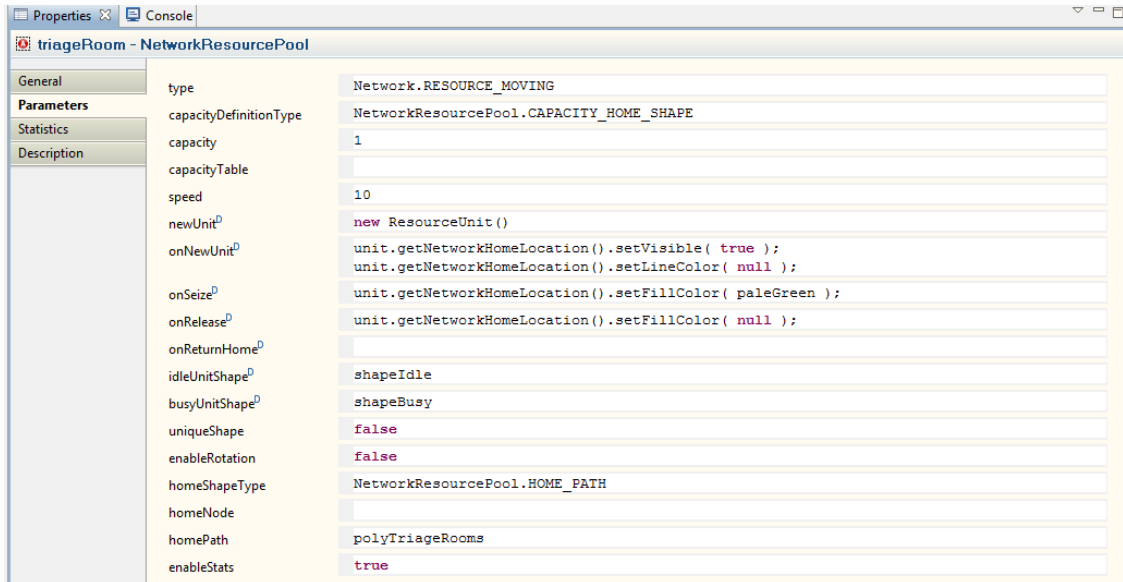 Properties Console
triageRoom - NetworkResourcePool
General
Parameters
Statistics
Description
type Network.RESOURCE_MOVING
capacityDefinitionType NetworkResourcePool.CAPACITY_HOME_SHAPE
capacity 1
capacityTable
speed 10
newUnitD new ResourceUnit()
onNewUnitD unit.getNetworkHomeLocation().setVisible( true );
unit.getNetworkHomeLocation().setLineColor( null );
onSeizeD unit.getNetworkHomeLocation().setFillColor( paleGreen );
onReleaseD unit.getNetworkHomeLocation().setFillColor( null );
onReturnHomeD
idleUnitShapeD shapeIdle
busyUnitShapeD shapeBusy
uniqueShape false
enableRotation false
homeShapeType NetworkResourcePool.HOME_PATH
homeNode
homePath polyTriageRooms
enableStats true